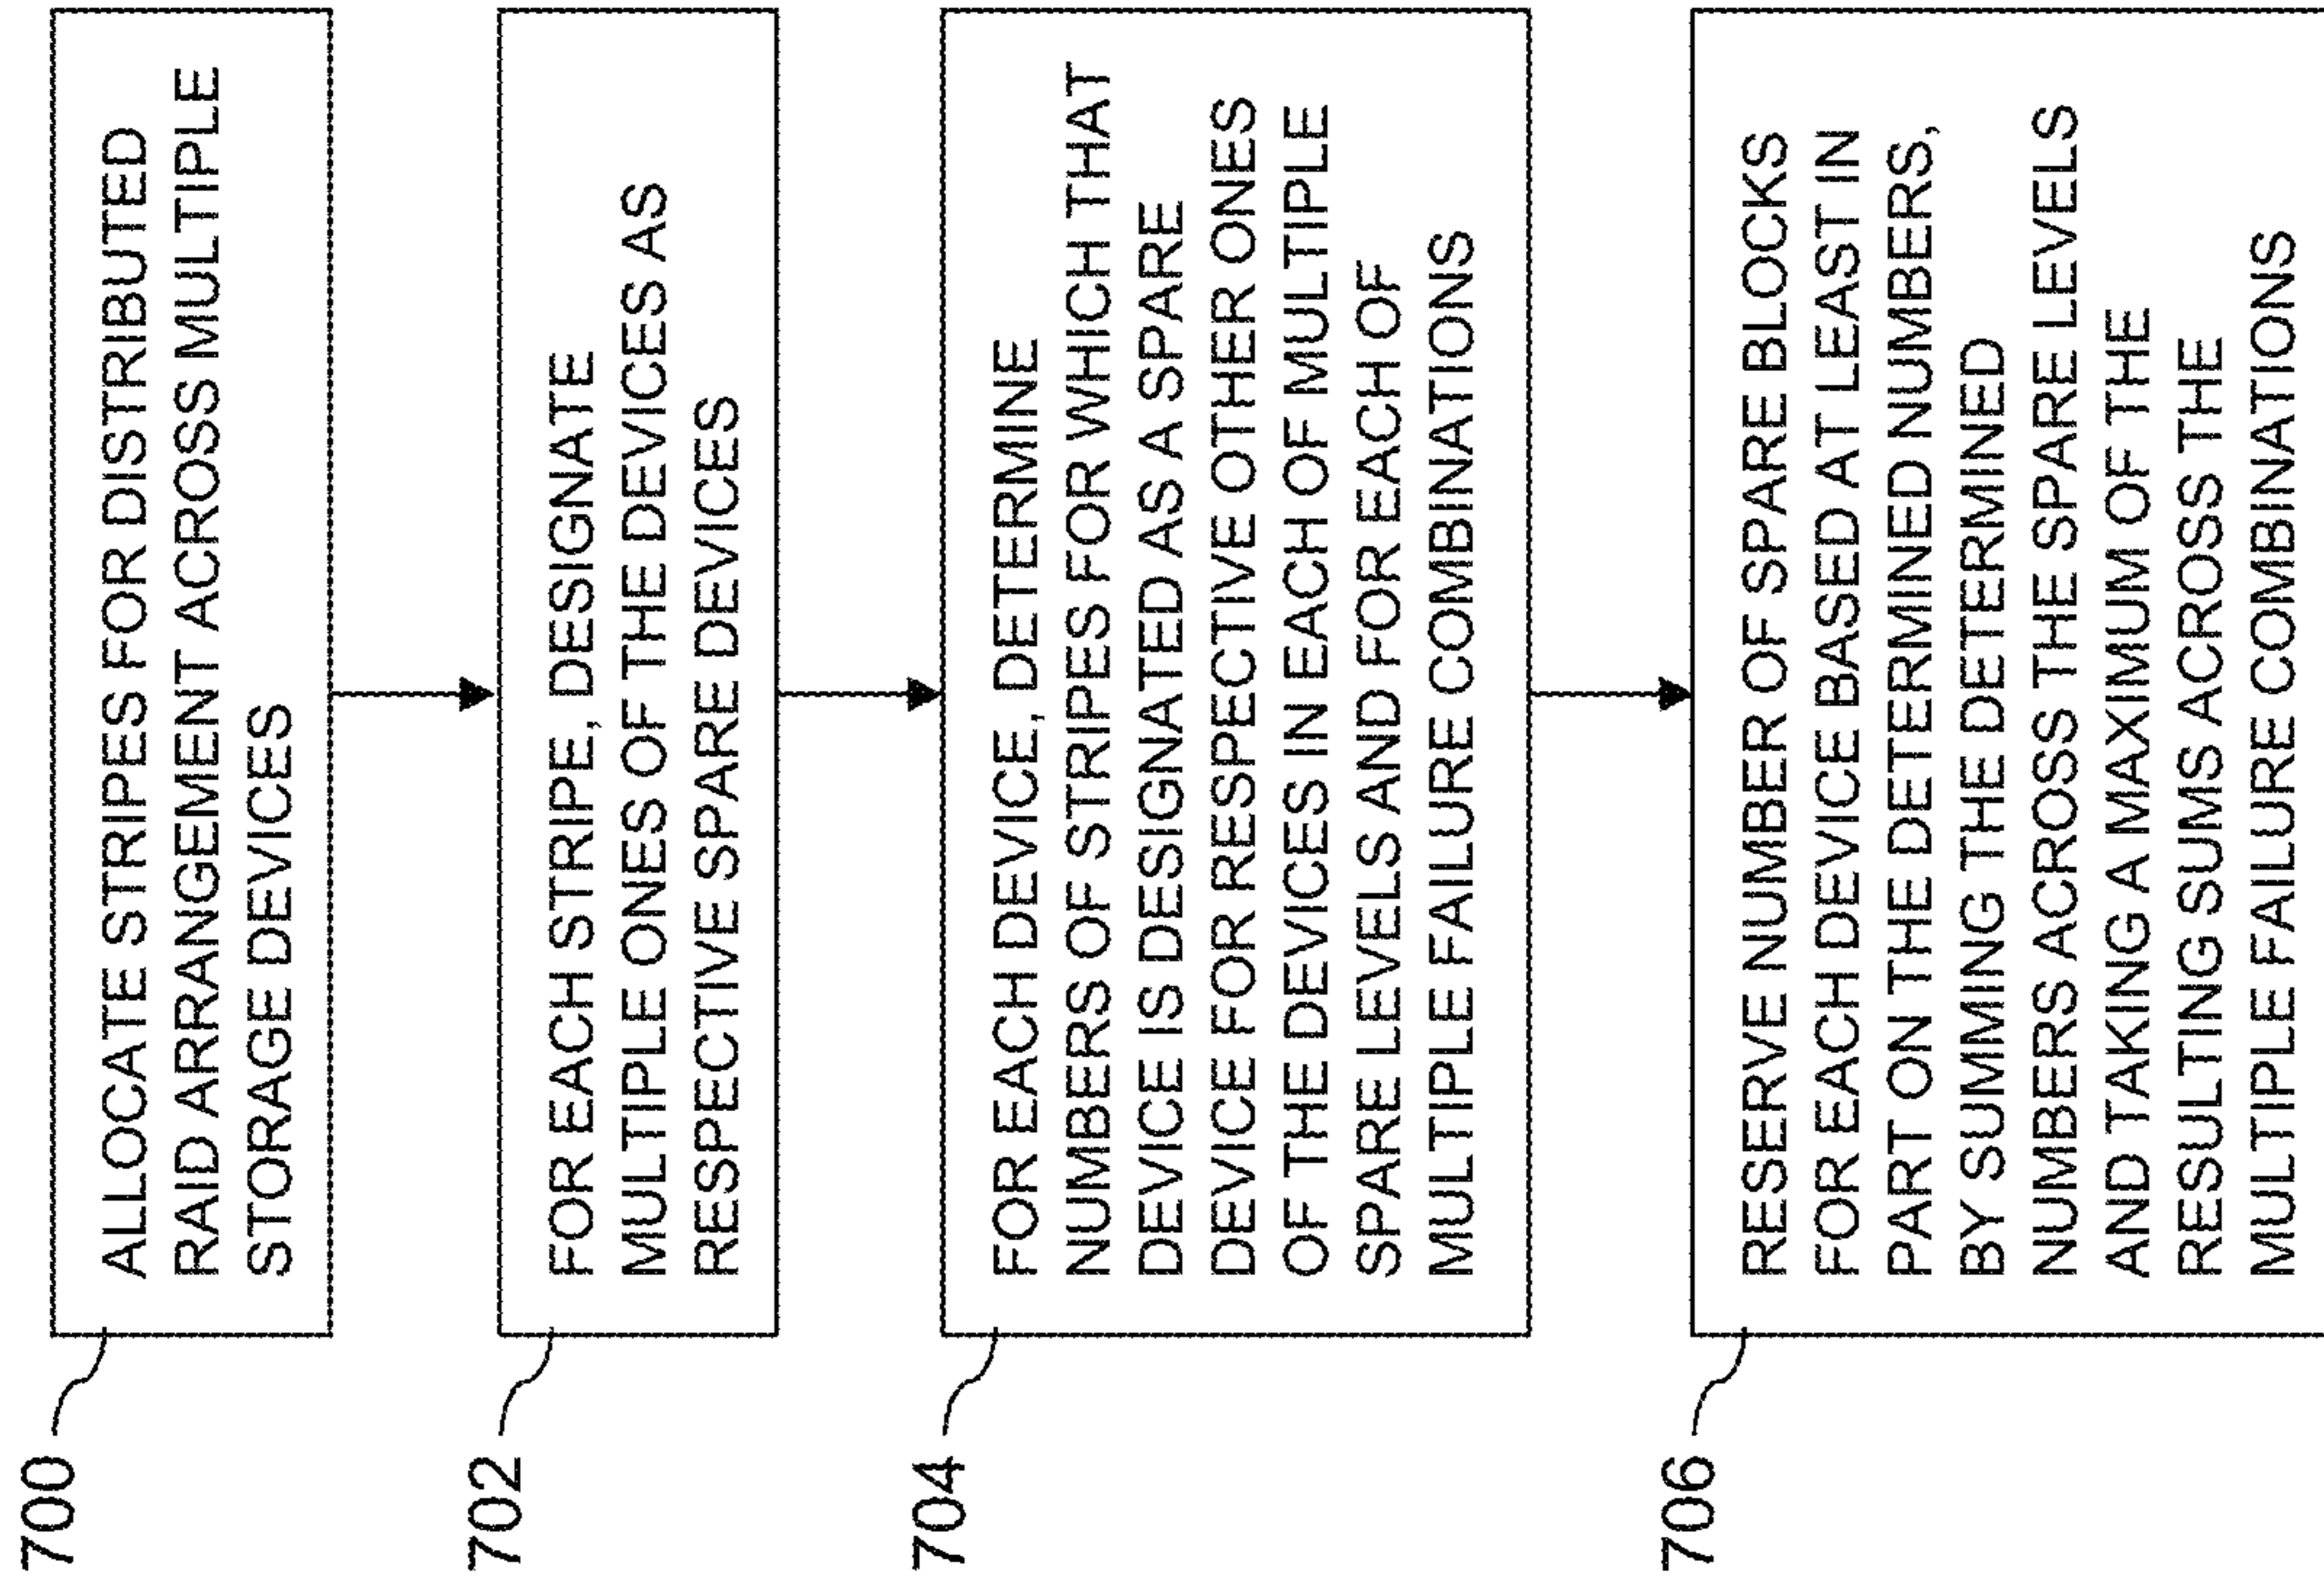 700
ALLOCATE STRIPES FOR DISTRIBUTED
RAID ARRANGEMENT ACROSS MULTIPLE
STORAGE DEVICES
702
FOR EACH STRIPE, DESIGNATE
MULTIPLE ONES OF THE DEVICES AS
RESPECTIVE SPARE DEVICES
704
FOR EACH DEVICE, DETERMINE
NUMBERS OF STRIPES FOR WHICH THAT
DEVICE IS DESIGNATED AS A SPARE
DEVICE FOR RESPECTIVE OTHER ONES
OF THE DEVICES IN EACH OF MULTIPLE
SPARE LEVELS AND FOR EACH OF
MULTIPLE FAILURE COMBINATIONS
706
RESERVE NUMBER OF SPARE BLOCKS
FOR EACH DEVICE BASED AT LEAST IN
PART ON THE DETERMINED NUMBERS,
BY SUMMING THE DETERMINED
NUMBERS ACROSS THE SPARE LEVELS
AND TAKING A MAXIMUM OF THE
RESULTING SUMS ACROSS THE
MULTIPLE FAILURE COMBINATIONS